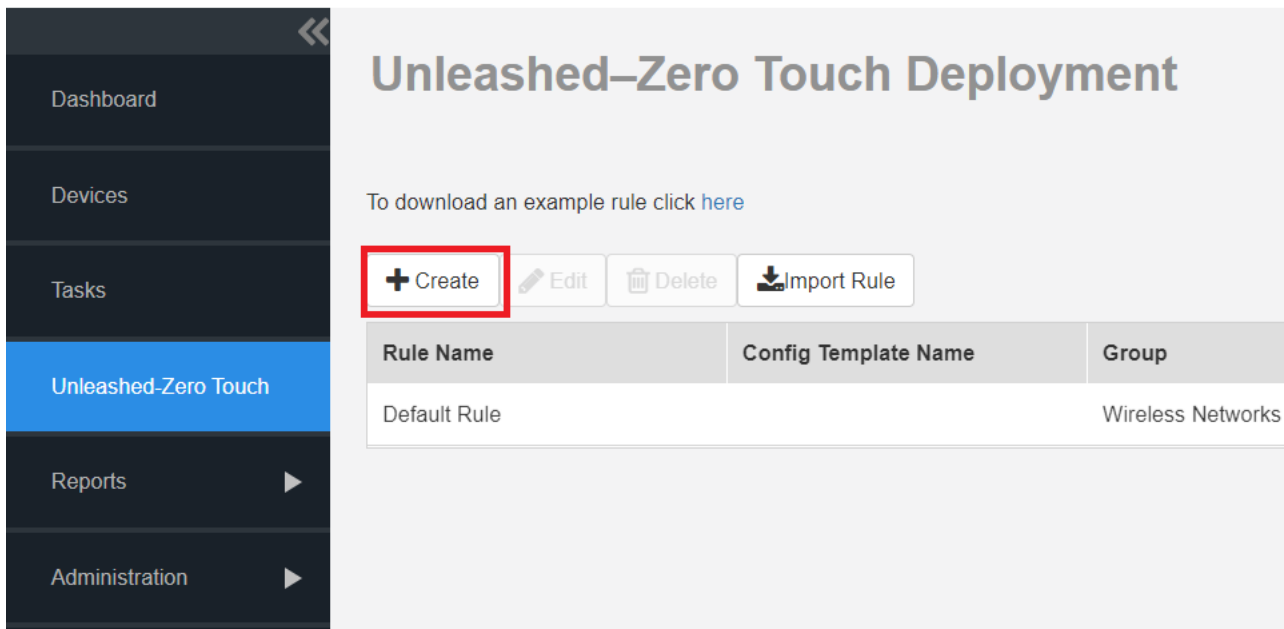 Dashboard
Devices
Tasks
Unleashed-Zero Touch
Reports
Administration
Unleashed–Zero Touch Deployment
To download an example rule click here
Create Edit Delete Import Rule
Rule Name Config Template Name Group
Default Rule Wireless Networks